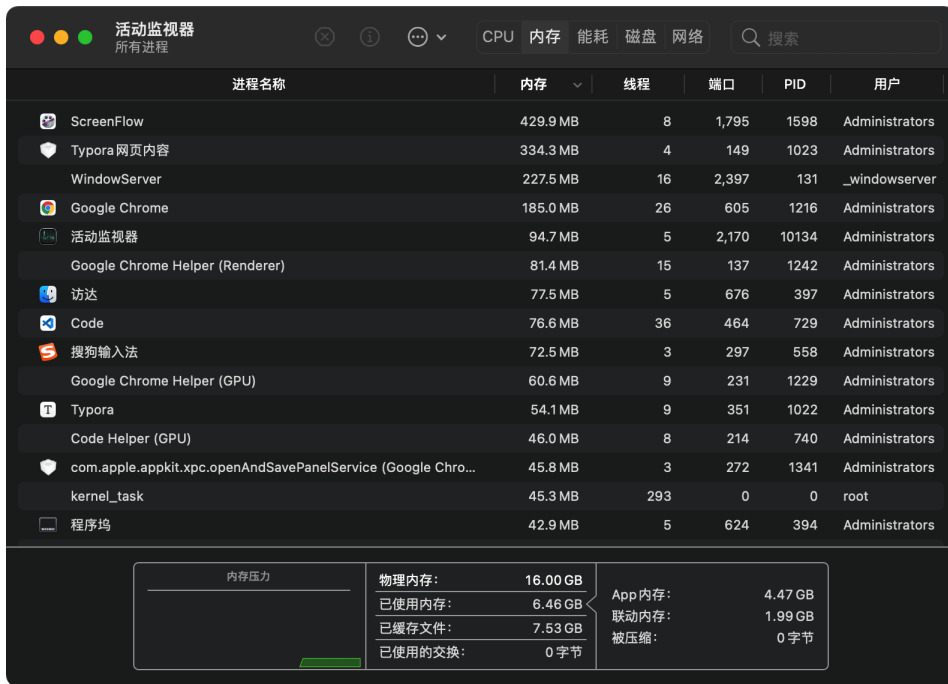 活动监视器
所有进程
CPU 内存 能耗 磁盘 网络 搜索
进程名称 内存 线程 端口 PID 用户
ScreenFlow 429.9 MB 8 1,795 1598 Administrators
Typora网页内容 334.3 MB 4 149 1023 Administrators
WindowServer 227.5 MB 16 2,397 131 _windowserver
Google Chrome 185.0 MB 26 605 1216 Administrators
活动监视器 94.7 MB 5 2,170 10134 Administrators
Google Chrome Helper (Renderer) 81.4 MB 15 137 1242 Administrators
访达 77.5 MB 5 676 397 Administrators
Code 76.6 MB 36 464 729 Administrators
搜狗输入法 72.5 MB 3 297 558 Administrators
Google Chrome Helper (GPU) 60.6 MB 9 231 1229 Administrators
T Typora 54.1 MB 9 351 1022 Administrators
Code Helper (GPU) 46.0 MB 8 214 740 Administrators
com.apple.appkit.xpc.openAndSavePanelService (Google Chro... 45.8 MB 3 272 1341 Administrators
kernel_task 45.3 MB 293 0 0 root
程序坞 42.9 MB 5 624 394 Administrators
内存压力
物理内存: 16.00 GB
已使用内存: 6.46 GB
已缓存文件: 7.53 GB
已使用的交换: 0 字节
App内存: 4.47 GB
联动内存: 1.99 GB
被压缩: 0 字节